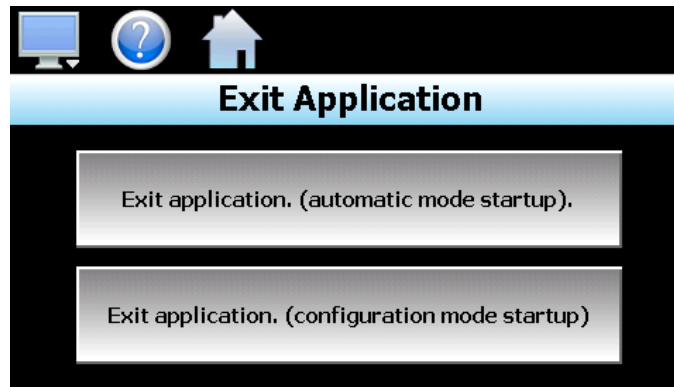 ?
Exit Application
Exit application. (automatic mode startup).
Exit application. (configuration mode startup)